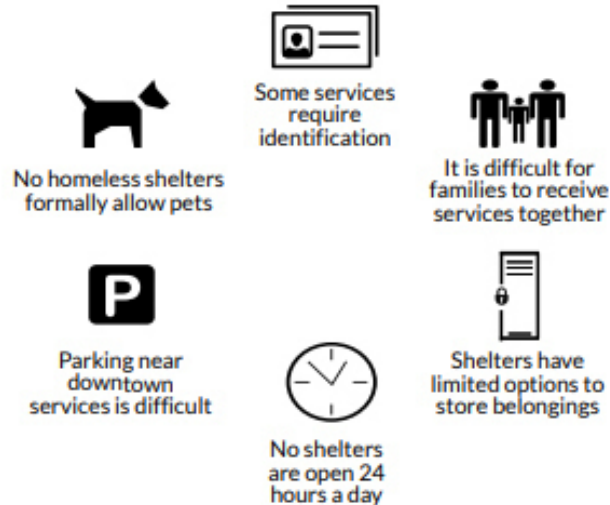 Some services
require
identification
No homeless shelters
formally allow pets
It is difficult for
families to receive
services together
P
Parking near
downtown
services is difficult
Shelters have
limited options to
store belongings
No shelters
are open 24
hours a day